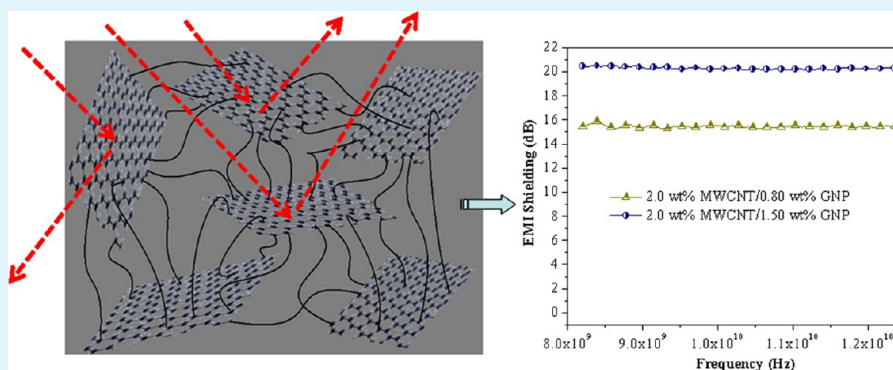 22
20
18
16
14
12
10
8
6
4
2
0
EMI Shielding (dB)
2.0 wt% MWCNT/0.80 wt% GNP
2.0 wt% MWCNT/1.50 wt% GNP
8.0x10⁹ 9.0x10⁹ 1.0x10¹⁰ 1.1x10¹⁰ 1.2x10¹⁰
Frequency (Hz)